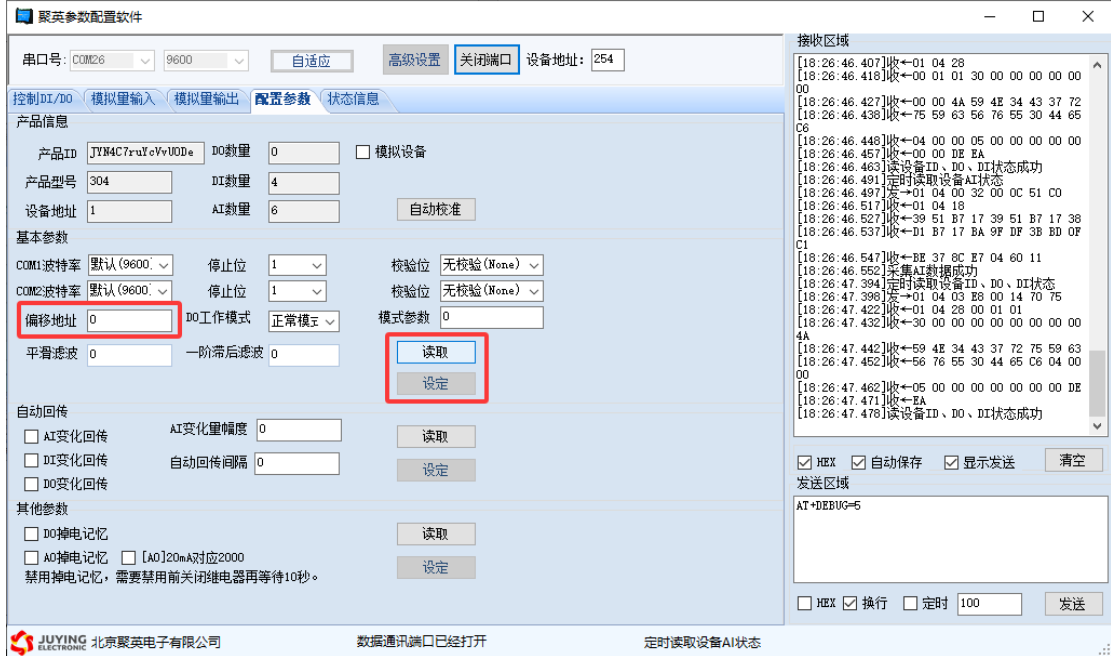 聚英参数配置软件
串口号: COM26 9600 自适应 高级设置 关闭端口 设备地址: 254
控制DI/DO 模拟量输入 模拟量输出 配置参数 状态信息
产品信息
产品ID JYN4C7ruYcVvU0De DO数量 0 模拟设备
产品型号 304 DI数量 4
设备地址 1 AI数量 6 自动校准
基本参数
COM1波特率 默认(9600) 停止位 1 校验位 无校验(None)
COM2波特率 默认(9600) 停止位 1 校验位 无校验(None)
偏移地址 0 DO工作模式 正常模式 模式参数 0
平滑滤波 0 一阶滞后滤波 0 读取
设定
自动回传
AI变化回传 AI变化量幅度 0 读取
DI变化回传 自动回传间隔 0 设定
DO变化回传
其他参数
DO掉电记忆 读取
AO掉电记忆 [AO]20mA对应2000 设定
禁用掉电记忆，需要禁用前关闭继电器再等待10秒。
接收区域
[18:26:46.407]收←01 04 28
[18:26:46.418]收←00 01 01 30 00 00 00 00 00
00
[18:26:46.427]收←00 00 4A 59 4E 34 43 37 72
[18:26:46.438]收←75 59 63 56 76 55 30 44 65
C6
[18:26:46.448]收←04 00 00 05 00 00 00 00 00
[18:26:46.457]收←00 00 DE EA
[18:26:46.463]读设备ID、DO、DI状态成功
[18:26:46.491]定时读取设备AI状态
[18:26:46.497]发→01 04 00 32 00 0C 51 C0
[18:26:46.517]收←01 04 18
[18:26:46.527]收←39 51 B7 17 39 51 B7 17 38
[18:26:46.537]收←D1 B7 17 BA 9F DF 3B BD 0F
C1
[18:26:46.547]收←BE 37 8C E7 04 60 11
[18:26:46.552]采集AI数据成功
[18:26:47.394]定时读取设备ID、DO、DI状态
[18:26:47.398]发→01 04 03 E8 00 14 70 75
[18:26:47.422]收←01 04 28 00 01 01
[18:26:47.432]收←30 00 00 00 00 00 00 00 00
4A
[18:26:47.442]收←59 4E 34 43 37 72 75 59 63
[18:26:47.452]收←56 76 55 30 44 65 C6 04 00
00
[18:26:47.462]收←05 00 00 00 00 00 00 00 DE
[18:26:47.471]收←EA
[18:26:47.478]读设备ID、DO、DI状态成功
HEX 自动保存 显示发送 清空
发送区域
AT+DEBUG=5
HEX 换行 定时 100 发送
JUYING ELECTRONIC 北京聚英电子有限公司 数据通讯端口已经打开 定时读取设备AI状态